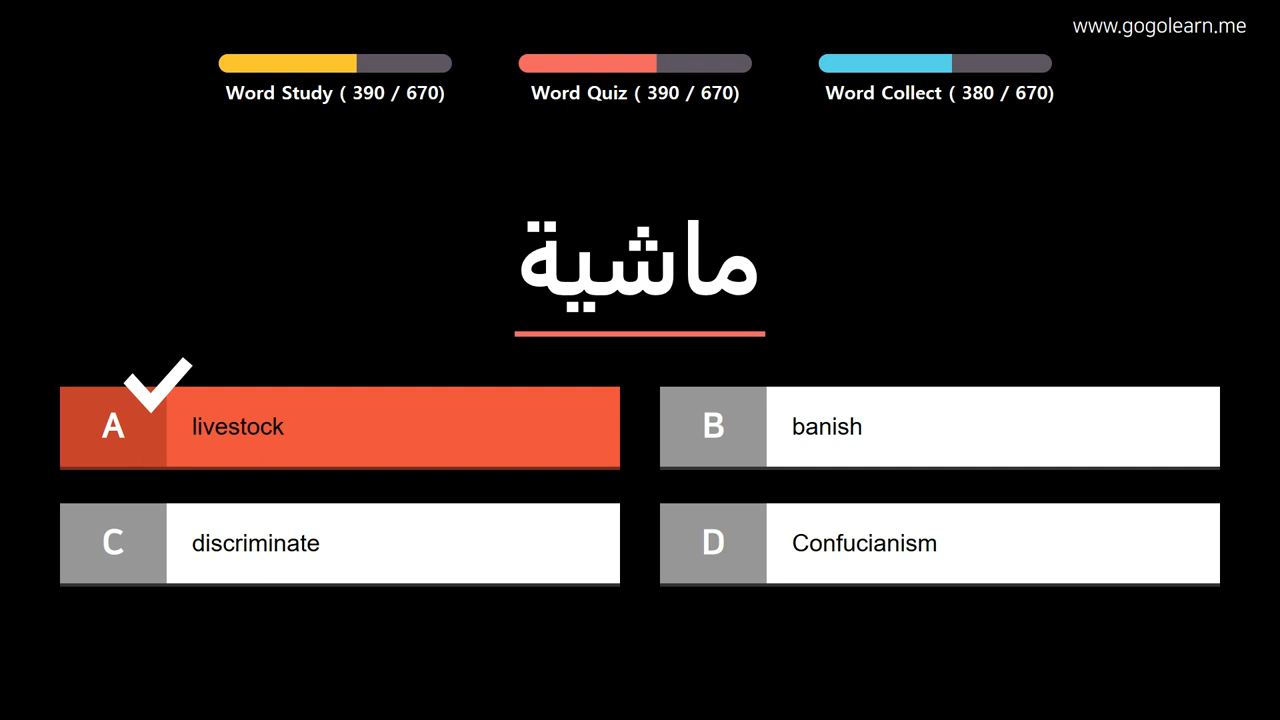 www.gogolearn.me
Word Study ( 390 / 670)
Word Quiz ( 390 / 670)
Word Collect ( 380 / 670)
ماشية
A livestock
B banish
C discriminate
D Confucianism